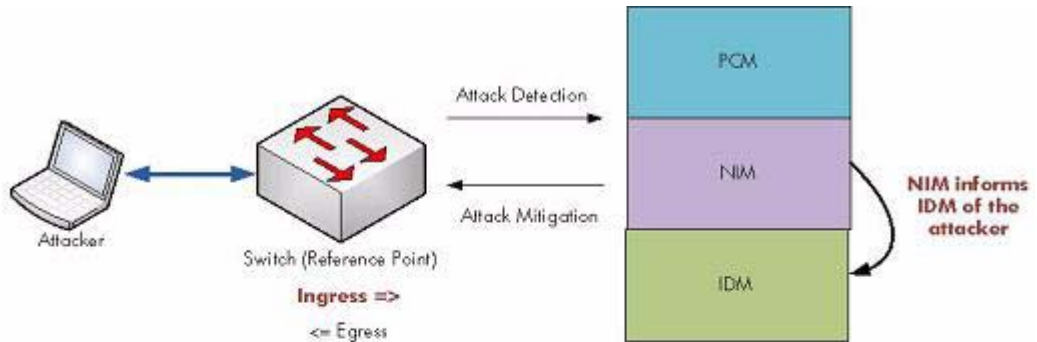 PCM
Attack Detection
NIM
NIM informs
IDM of the
attacker
Attack Mitigation
Attacker
Switch (Reference Point)
Ingress =>
<= Egress
IDM